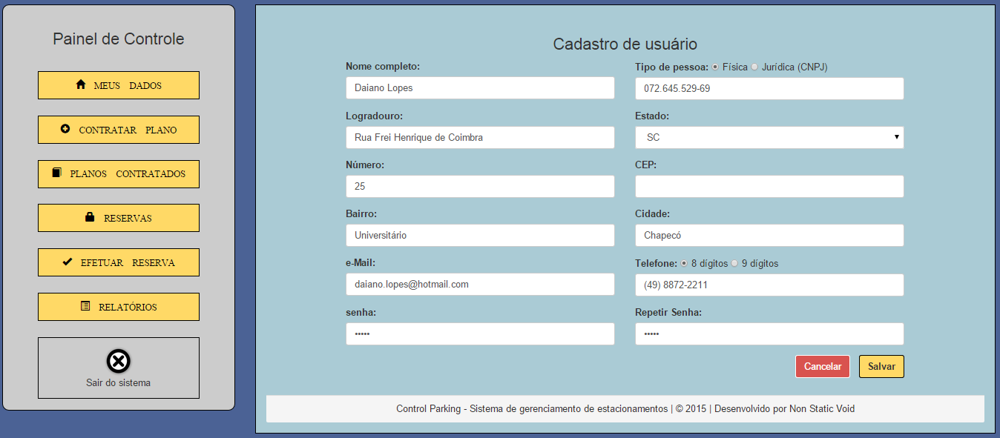 Painel de Controle
MEUS DADOS
CONTRATAR PLANO
PLANOS CONTRATADOS
RESERVAS
EFETUAR RESERVA
RELATÓRIOS
Sair do sistema
Cadastro de usuário
Nome completo:
Daiano Lopes
Tipo de pessoa: Física Jurídica (CNPJ)
072.645.529-69
Logradouro:
Rua Frei Henrique de Coimbra
Estado:
SC
Número:
25
CEP:
Bairro:
Universitário
Cidade:
Chapecó
e-Mail:
daiano.lopes@hotmail.com
Telefone: 8 dígitos 9 dígitos
(49) 8872-2211
senha:
•••••
Repetir Senha:
•••••
Cancelar
Salvar
Control Parking - Sistema de gerenciamento de estacionamentos | © 2015 | Desenvolvido por Non Static Void